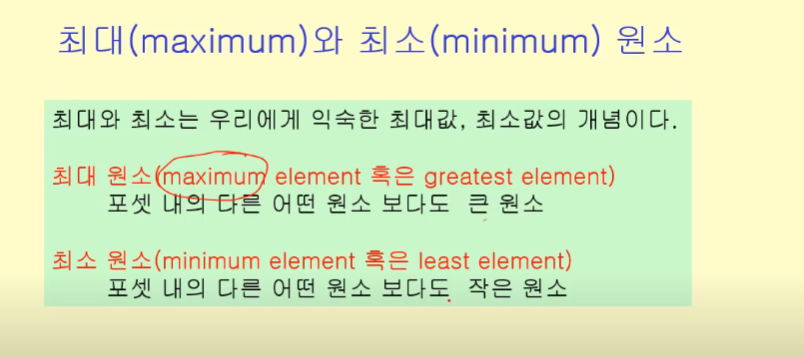 최대(maximum)와 최소(minimum) 원소
최대와 최소는 우리에게 익숙한 최대값, 최소값의 개념이다.
최대 원소(maximum element 혹은 greatest element)
포셋 내의 다른 어떤 원소 보다도 큰 원소
최소 원소(minimum element 혹은 least element)
포셋 내의 다른 어떤 원소 보다도 작은 원소